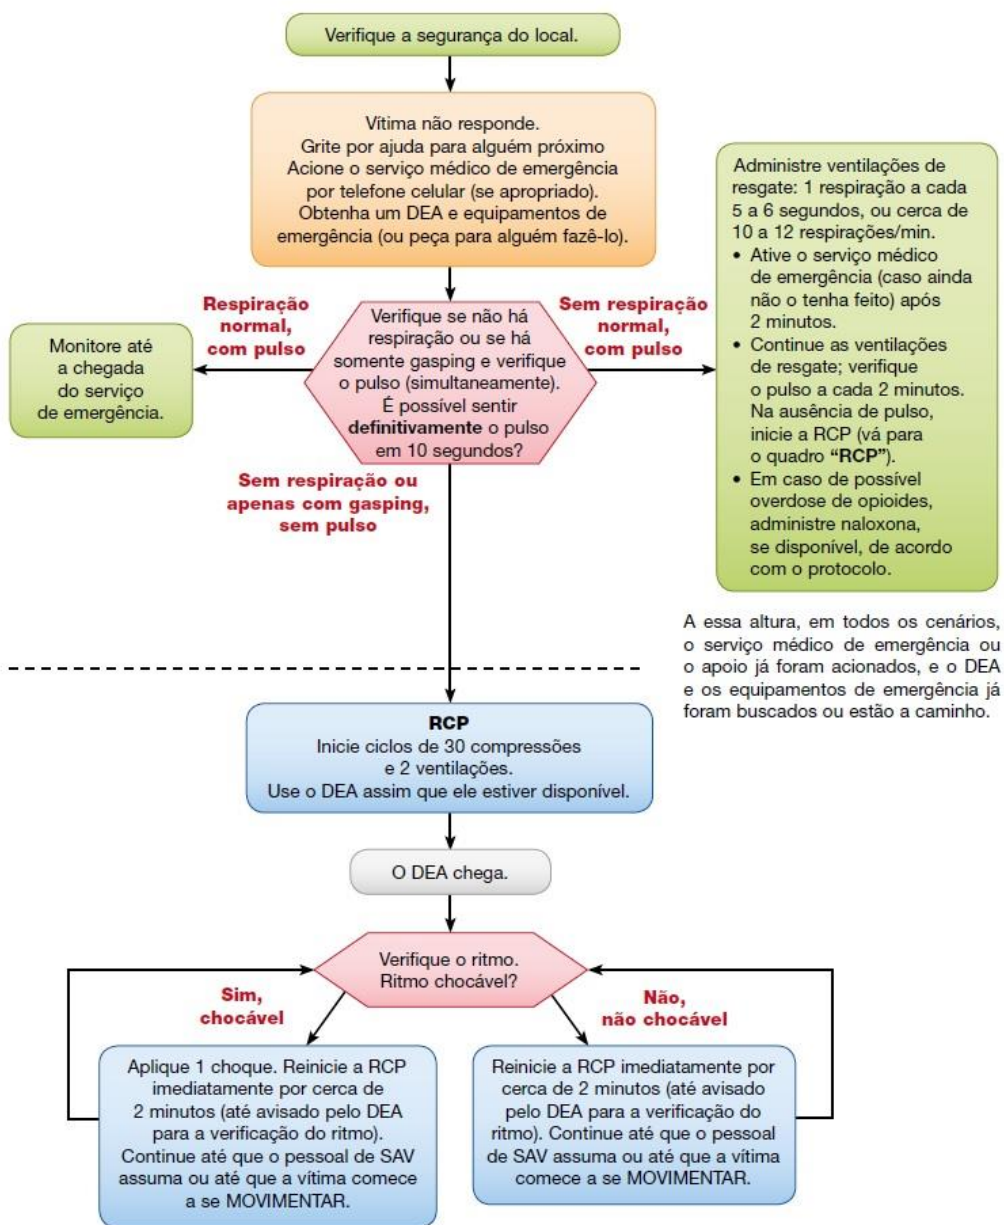 Verifique a segurança do local.
Vítima não responde.
Grite por ajuda para alguém próximo
Acione o serviço médico de emergência
por telefone celular (se apropriado).
Obtenha um DEA e equipamentos de
emergência (ou peça para alguém fazê-lo).
Respiração
normal,
com pulso
Monitore até
a chegada
do serviço
de emergência.
Verifique se não há
respiração ou se há
somente gasping e verifique
o pulso (simultaneamente).
É possível sentir
definitivamente o pulso
em 10 segundos?
Sem respiração
normal,
com pulso
Administre ventilações de
resgate: 1 respiração a cada
5 a 6 segundos, ou cerca de
10 a 12 respirações/min.
• Ative o serviço médico
de emergência (caso ainda
não o tenha feito) após
2 minutos.
• Continue as ventilações
de resgate; verifique
o pulso a cada 2 minutos.
Na ausência de pulso,
inicie a RCP (vá para
o quadro “RCP”).
• Em caso de possível
overdose de opioides,
administre naloxona,
se disponível, de acordo
com o protocolo.
Sem respiração ou
apenas com gasping,
sem pulso
A essa altura, em todos os cenários,
o serviço médico de emergência ou
o apoio já foram acionados, e o DEA
e os equipamentos de emergência já
foram buscados ou estão a caminho.
RCP
Inicie ciclos de 30 compressões
e 2 ventilações.
Use o DEA assim que ele estiver disponível.
O DEA chega.
Verifique o ritmo.
Ritmo chocável?
Sim,
chocável
Não,
não chocável
Aplique 1 choque. Reinicie a RCP
imediatamente por cerca de
2 minutos (até avisado pelo DEA
para a verificação do ritmo).
Continue até que o pessoal de SAV
assuma ou até que a vítima comece
a se MOVIMENTAR.
Reinicie a RCP imediatamente por
cerca de 2 minutos (até avisado
pelo DEA para a verificação do
ritmo). Continue até que o pessoal
de SAV assuma ou até que a vítima
comece a se MOVIMENTAR.